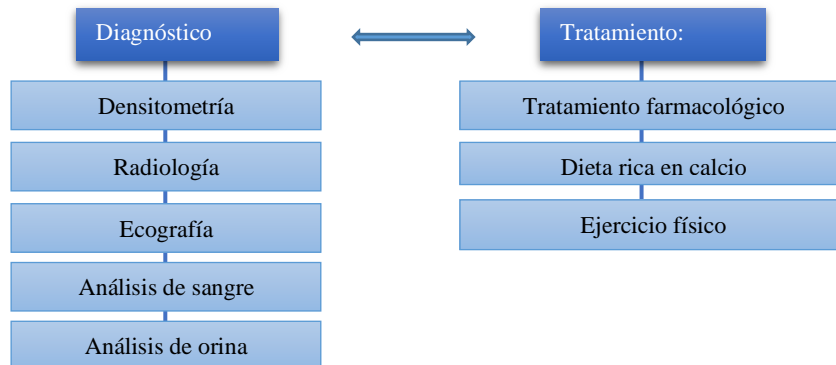 Diagnóstico
Densitometría
Radiología
Ecografía
Análisis de sangre
Análisis de orina
Tratamiento:
Tratamiento farmacológico
Dieta rica en calcio
Ejercicio físico